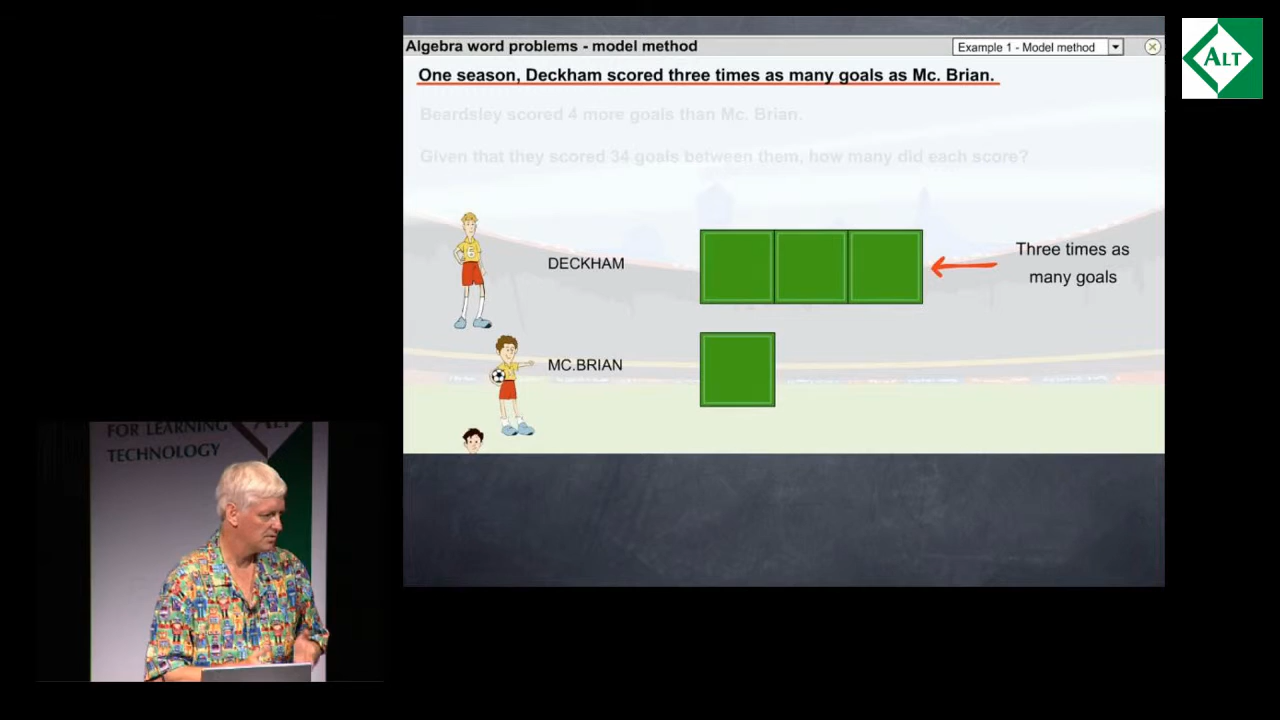 Algebra word problems - model method
Example 1 - Model method
One season, Deckham scored three times as many goals as Mc. Brian.
Beardsley scored 4 more goals than Mc. Brian.
Given that they scored 34 goals between them, how many did each score?
DECKHAM
Three times as
many goals
MC.BRIAN
ALT
FOR LEARNING
TECHNOLOGY
ALT
6